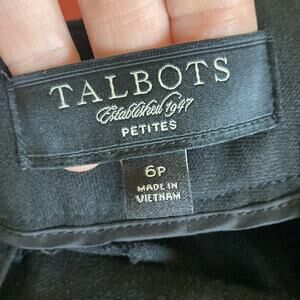 TALBOTS
Established 1947
PETITES
6P
MADE IN
VIETNAM